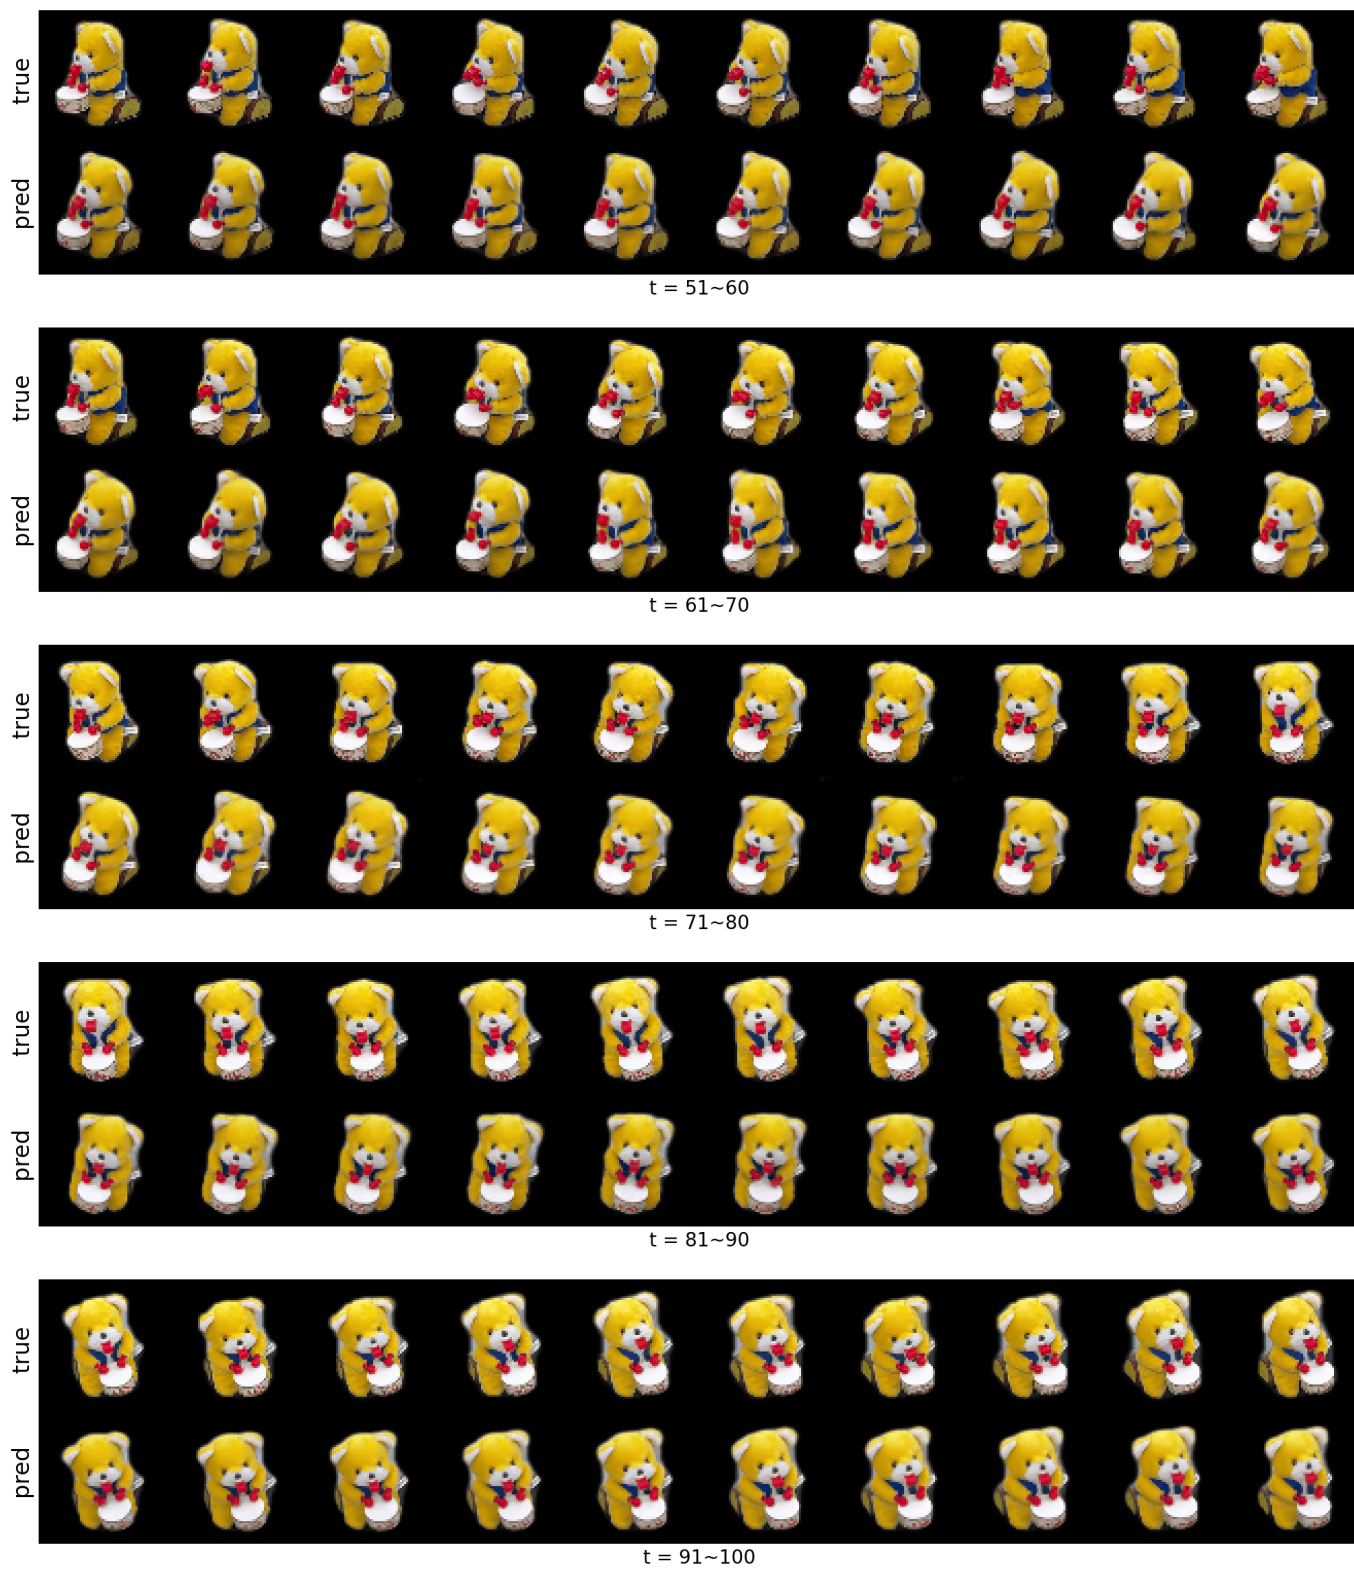 true
pred
t = 51~60
true
pred
t = 61~70
true
pred
t = 71~80
true
pred
t = 81~90
true
pred
t = 91~100